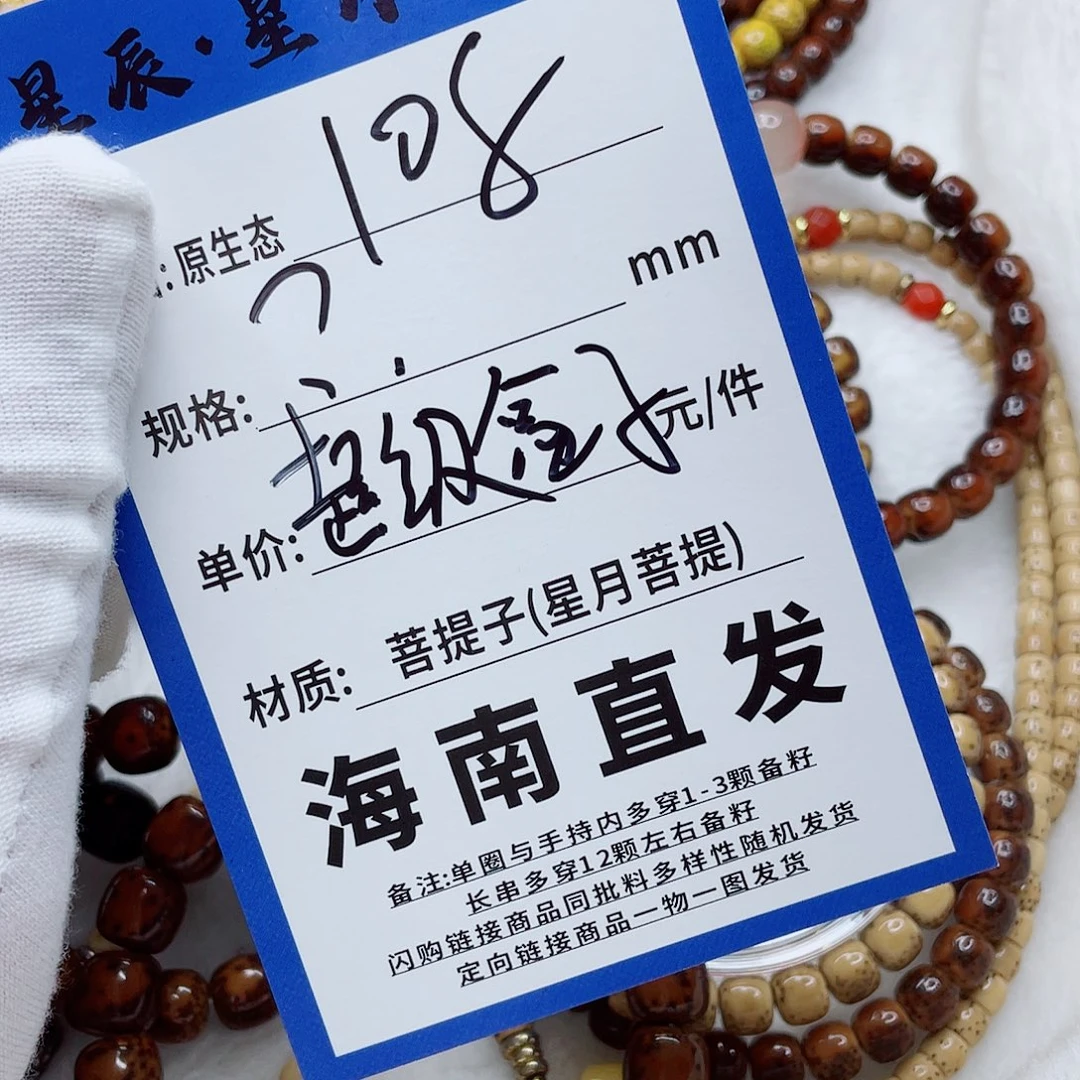 星辰·星
:原生态 108
规格: mm
单价:超级盒子元/件
材质: 菩提子(星月菩提)
海南直发
备注:单圈与手持内多穿1-3颗备籽
长串多穿12颗左右备籽
闪购链接商品同批料多样性随机发货
定向链接商品一物一图发货